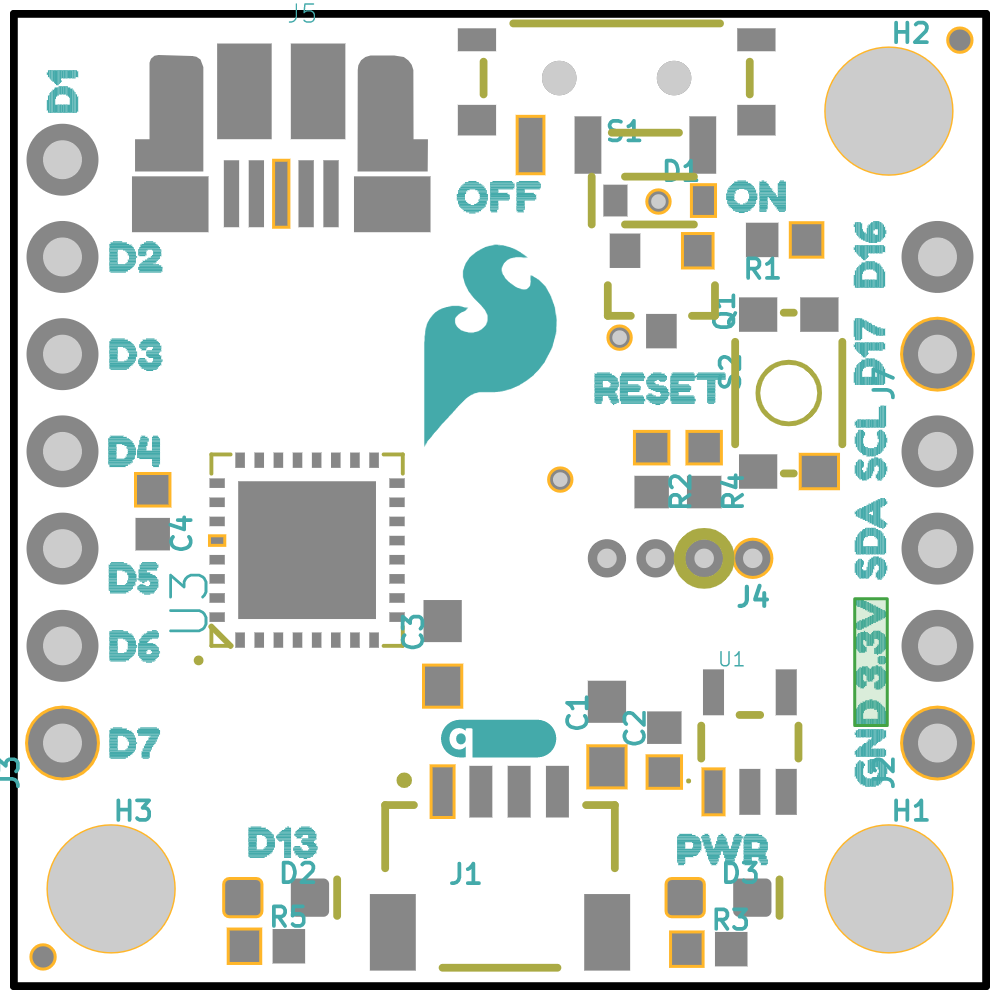 J5
H2
D1
S1
D1
OFF
ON
D2
D16
R1
Q1
D3
D17
S2
J7
RESET
D4
SCL
R2
R4
C4
SDA
D5
U3
J4
C3
D6
3.3V
U1
C1
C2
q
D7
GND
J3
J2
H3
H1
D13
PWR
D2
J1
D3
R5
R3